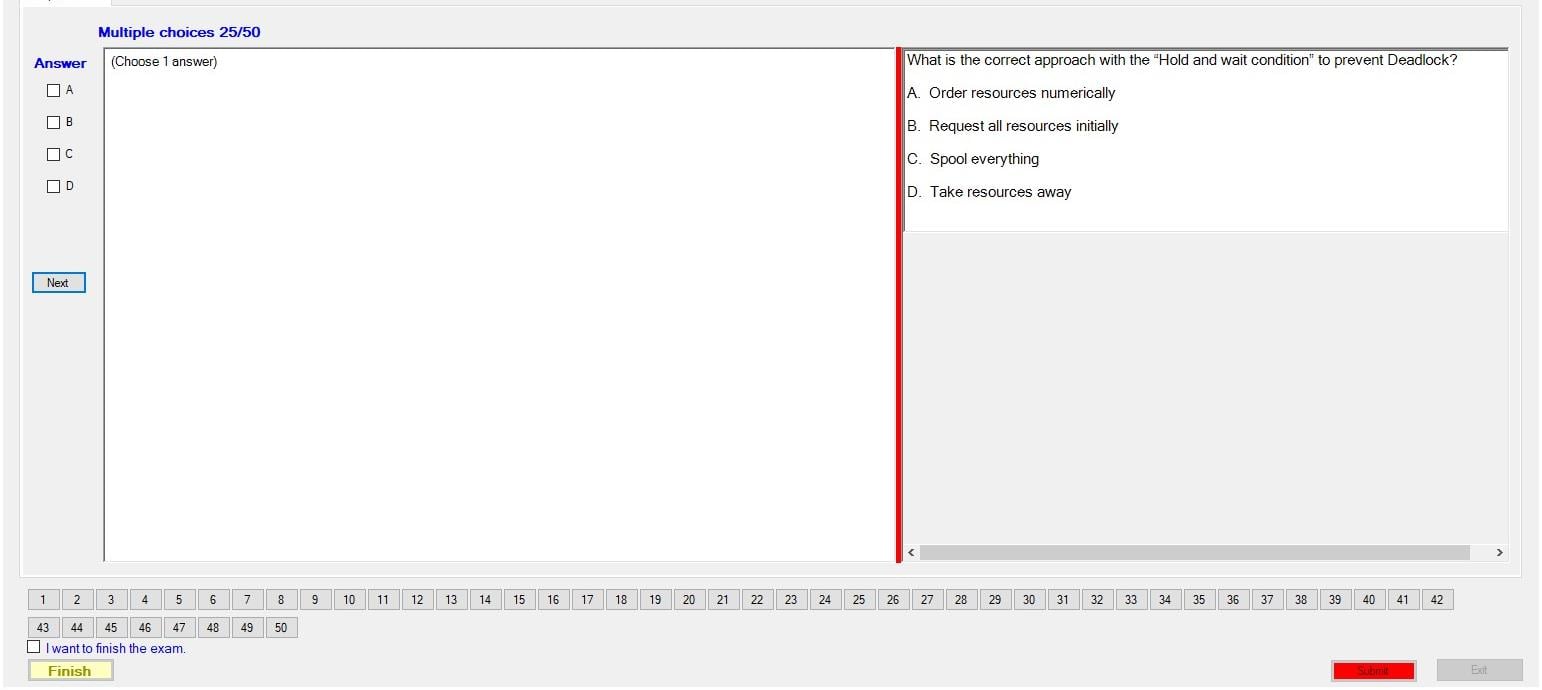 Multiple choices 25/50
Answer
(Choose 1 answer)
A
B
C
D
Next
What is the correct approach with the “Hold and wait condition” to prevent Deadlock?
A. Order resources numerically
B. Request all resources initially
C. Spool everything
D. Take resources away
1 2 3 4 5 6 7 8 9 10 11 12 13 14 15 16 17 18 19 20 21 22 23 24 25 26 27 28 29 30 31 32 33 34 35 36 37 38 39 40 41 42
43 44 45 46 47 48 49 50
I want to finish the exam.
Finish
Submit
Exit